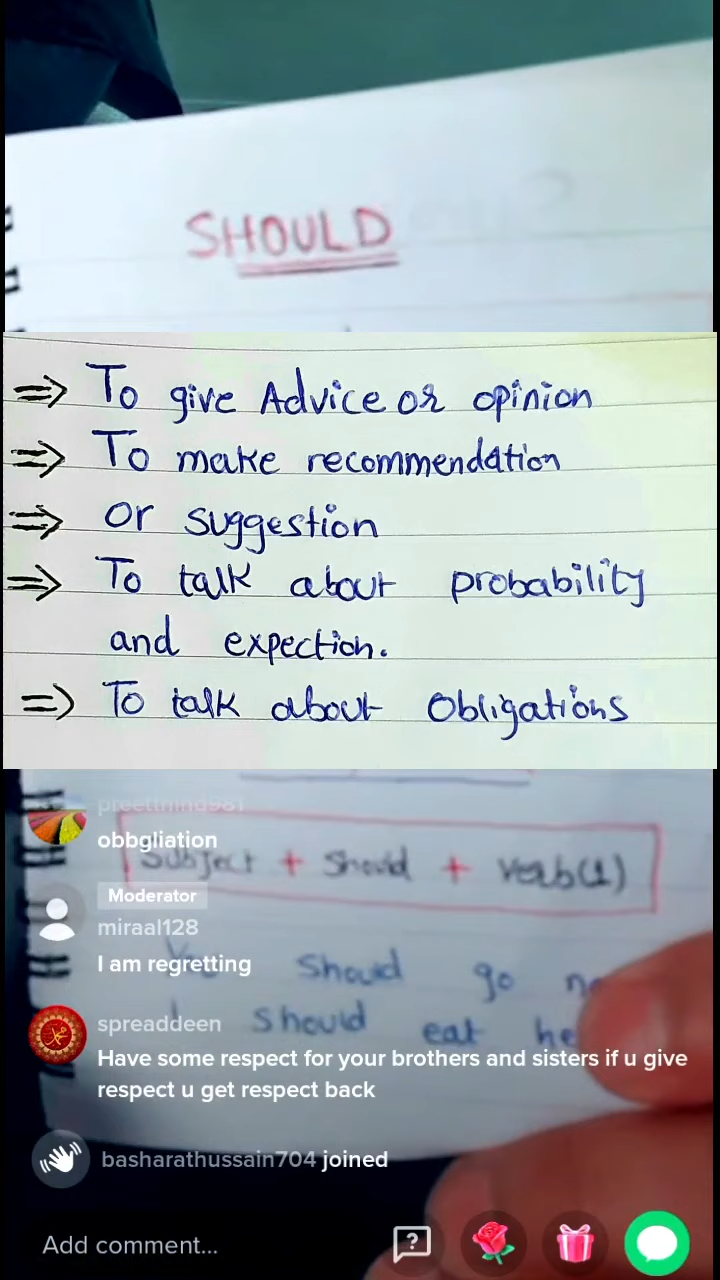 SHOULD
=> To give Advice or opinion
=> To make recommendation
=> or suggestion
=> To talk about probability
and expection.
=> To talk about Obligations
preetmind981
obbgliation
Subject + Should + Verb(1)
Moderator
miraal128
I am regretting
You Should go
I Should eat
spreaddeen
Have some respect for your brothers and sisters if u give
respect u get respect back
basharathussain704 joined
Add comment...